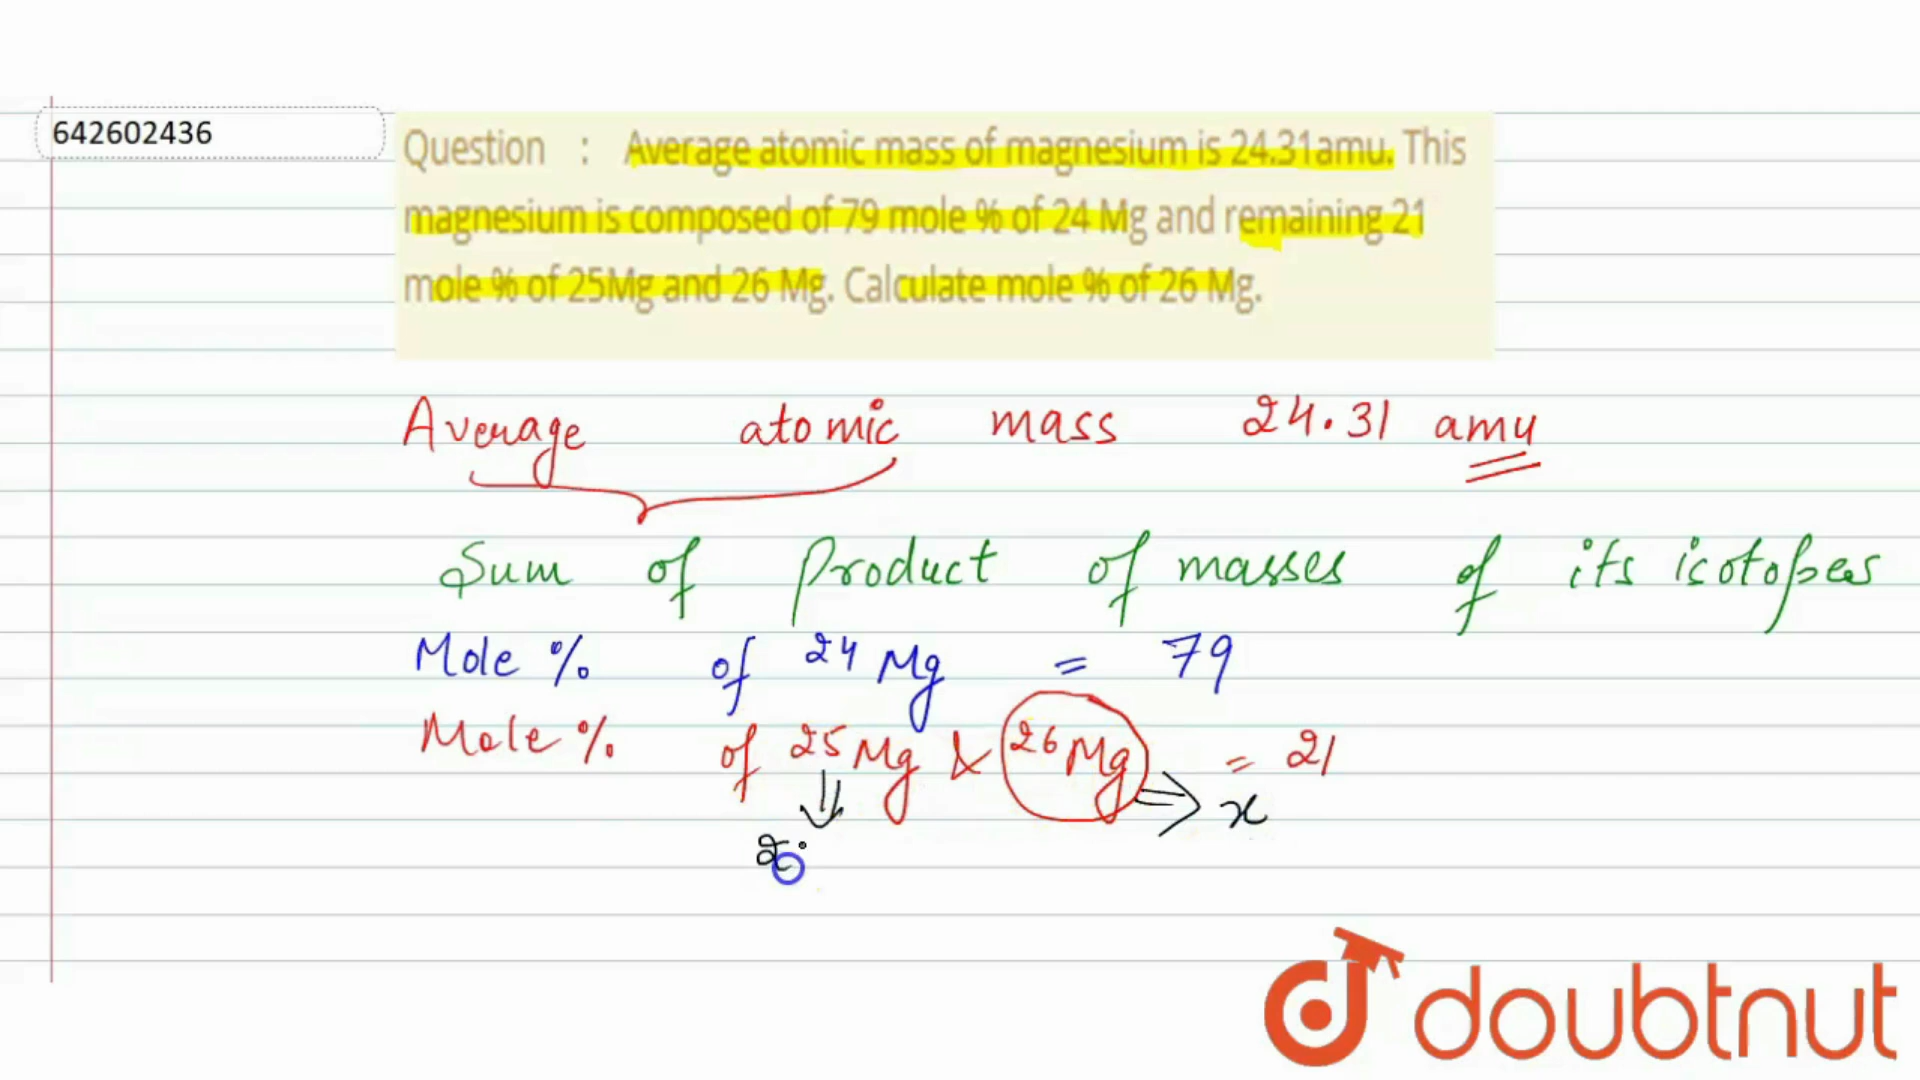 642602436
Question : Average atomic mass of magnesium is 24.31amu. This
magnesium is composed of 79 mole % of 24 Mg and remaining 21
mole % of 25Mg and 26 Mg. Calculate mole % of 26 Mg.
Average atomic mass 24.31 amu
Sum of Product of masses of its isotopes
Mole % of 24 Mg = 79
Mole % of 25 Mg & 26 Mg = 21
x
doubtnut